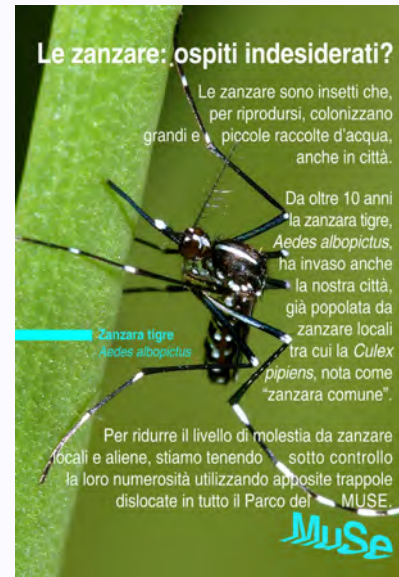 Le zanzare: ospiti indesiderati?
Le zanzare sono insetti che,
per riprodursi, colonizzano
grandi e piccole raccolte d'acqua,
anche in città.
Da oltre 10 anni
la zanzara tigre,
Aedes albopictus,
ha invaso anche
la nostra città,
già popolata da
zanzare locali
tra cui la Culex
pipiens, nota come
“zanzara comune”.
Zanzara tigre
Aedes albopictus
Per ridurre il livello di molestia da zanzare
locali e aliene, stiamo tenendo sotto controllo
la loro numerosità utilizzando apposite trappole
dislocate in tutto il Parco del MUSE.
MUSe